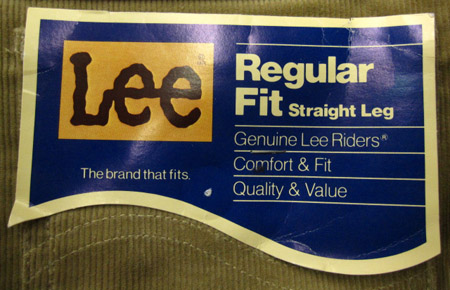 Lee®
The brand that fits.
Regular
Fit Straight Leg
Genuine Lee Riders®
Comfort & Fit
Quality & Value